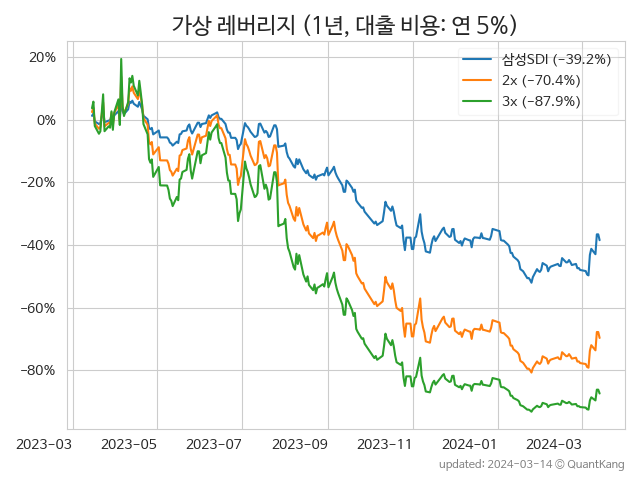 가상 레버리지 (1년, 대출 비용: 연 5%)
삼성SDI (−39.2%)
2x (−70.4%)
3x (−87.9%)
20%
0%
−20%
−40%
−60%
−80%
2023-03 2023-05 2023-07 2023-09 2023-11 2024-01 2024-03
updated: 2024-03-14 © QuantKang